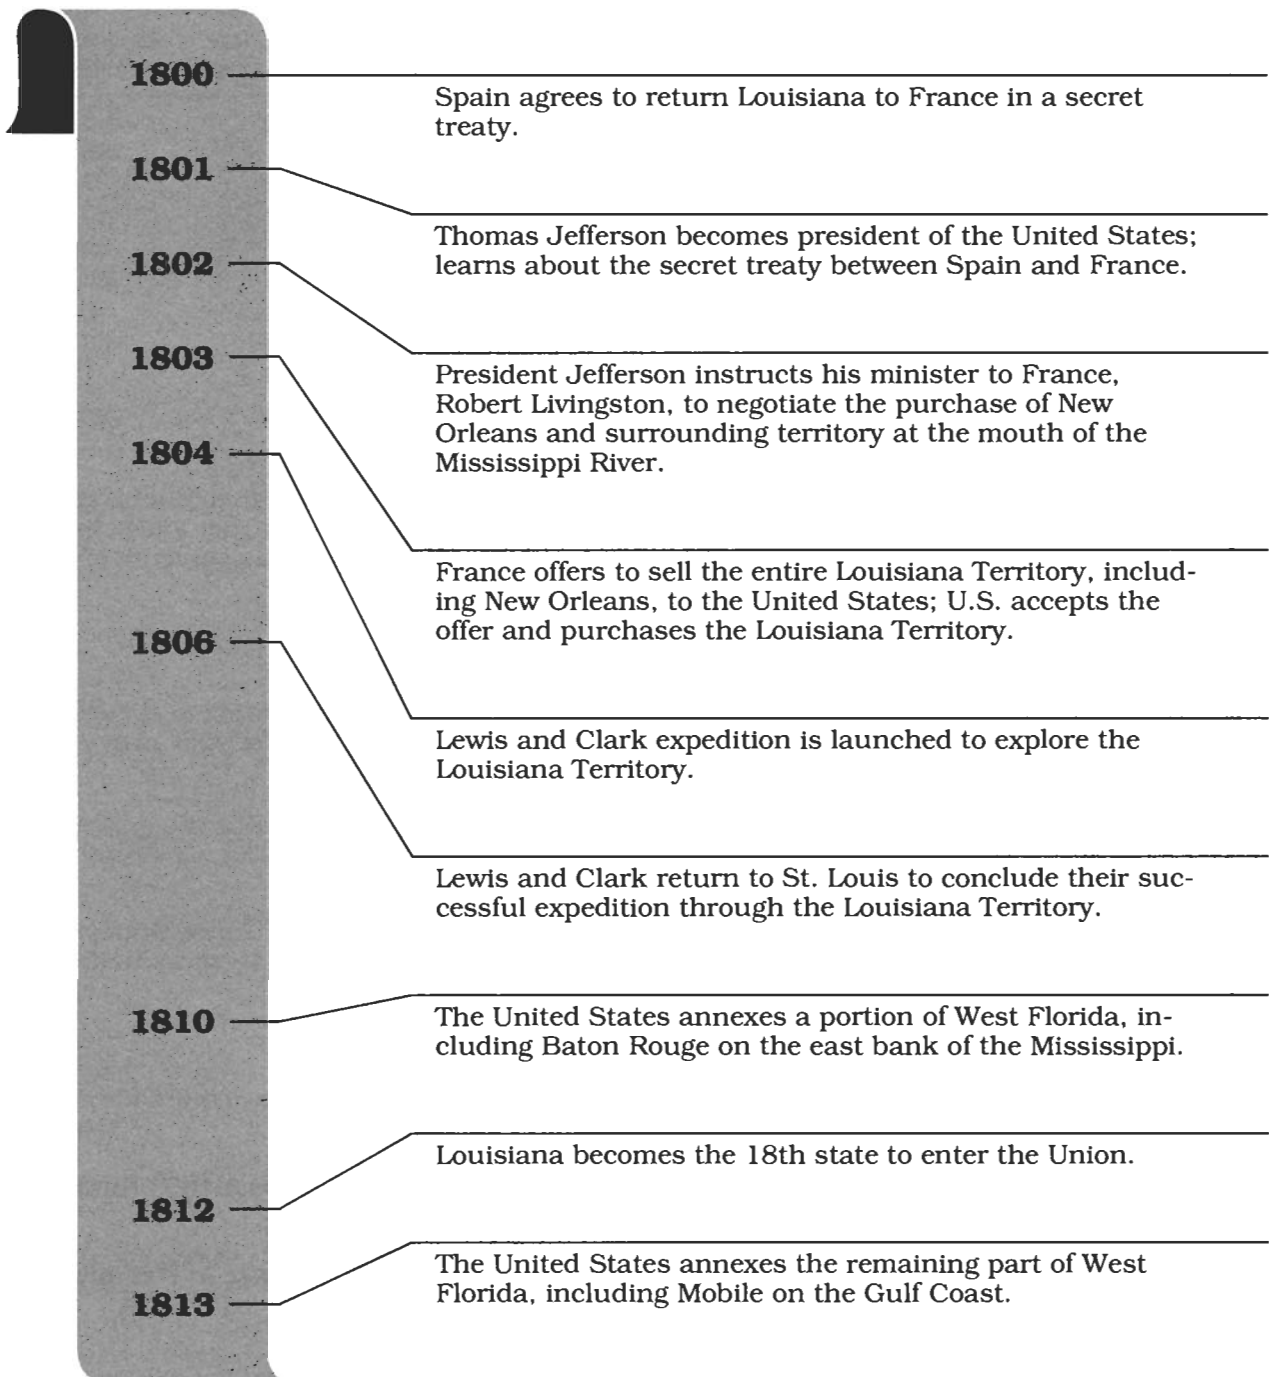 1800
Spain agrees to return Louisiana to France in a secret
treaty.
1801
Thomas Jefferson becomes president of the United States;
learns about the secret treaty between Spain and France.
1802
President Jefferson instructs his minister to France,
Robert Livingston, to negotiate the purchase of New
Orleans and surrounding territory at the mouth of the
Mississippi River.
1803
France offers to sell the entire Louisiana Territory, includ-
ing New Orleans, to the United States; U.S. accepts the
offer and purchases the Louisiana Territory.
1804
Lewis and Clark expedition is launched to explore the
Louisiana Territory.
1806
Lewis and Clark return to St. Louis to conclude their suc-
cessful expedition through the Louisiana Territory.
1810
The United States annexes a portion of West Florida, in-
cluding Baton Rouge on the east bank of the Mississippi.
1812
Louisiana becomes the 18th state to enter the Union.
1813
The United States annexes the remaining part of West
Florida, including Mobile on the Gulf Coast.